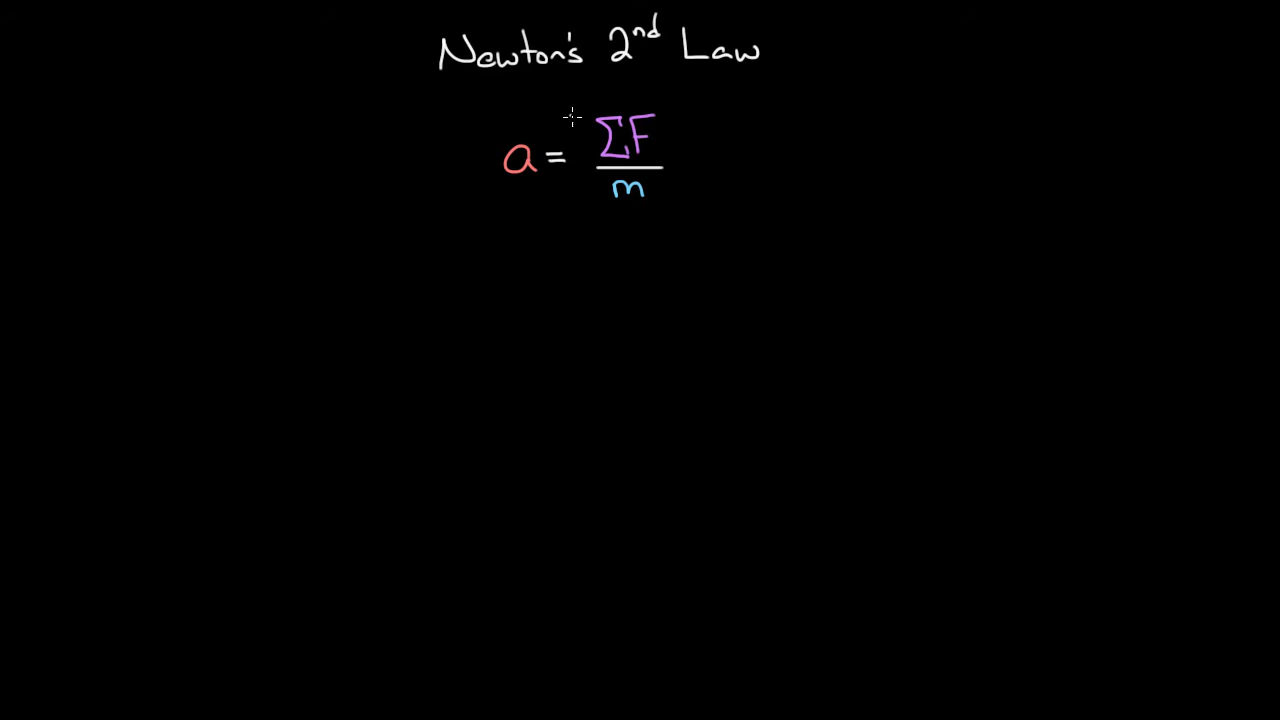 Newton's 2nd Law
a = ΣF/m